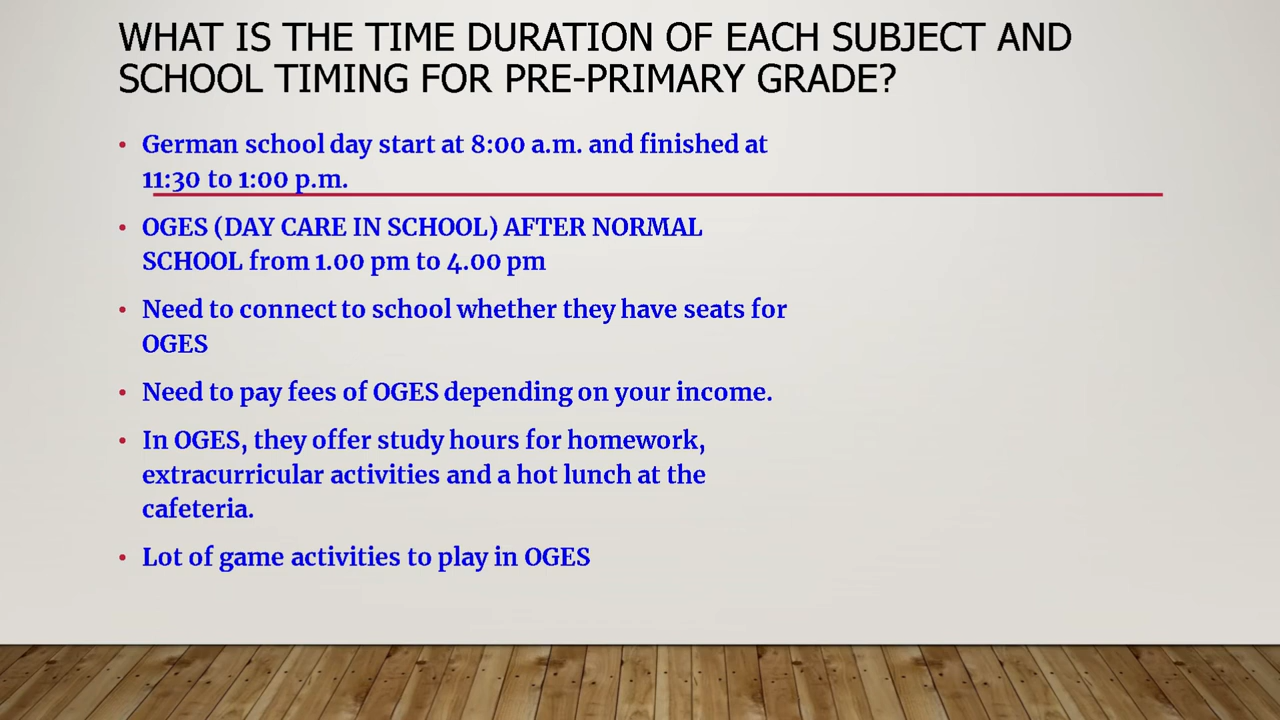 WHAT IS THE TIME DURATION OF EACH SUBJECT AND
SCHOOL TIMING FOR PRE-PRIMARY GRADE?
• German school day start at 8:00 a.m. and finished at
11:30 to 1:00 p.m.
• OGES (DAY CARE IN SCHOOL) AFTER NORMAL
SCHOOL from 1.00 pm to 4.00 pm
• Need to connect to school whether they have seats for
OGES
• Need to pay fees of OGES depending on your income.
• In OGES, they offer study hours for homework,
extracurricular activities and a hot lunch at the
cafeteria.
• Lot of game activities to play in OGES